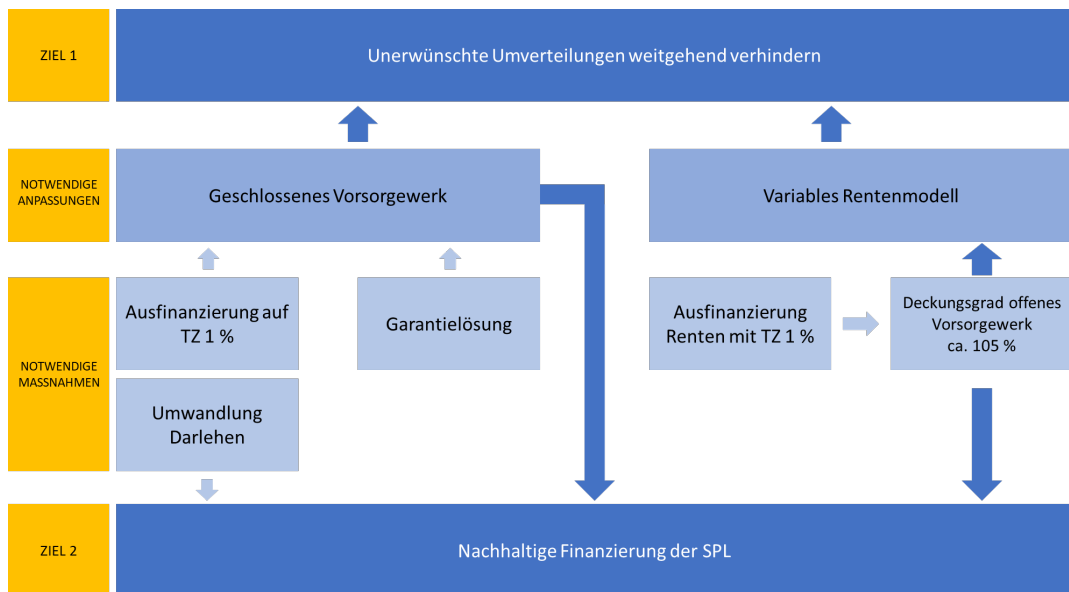 ZIEL 1
Unerwünschte Umverteilungen weitgehend verhindern
NOTWENDIGE
ANPASSUNGEN
Geschlossenes Vorsorgewerk
Variables Rentenmodell
NOTWENDIGE
MASSNAHMEN
Ausfinanzierung auf
TZ 1 %
Garantielösung
Ausfinanzierung
Renten mit TZ 1 %
Deckungsgrad offenes
Vorsorgewerk
ca. 105 %
Umwandlung
Darlehen
ZIEL 2
Nachhaltige Finanzierung der SPL